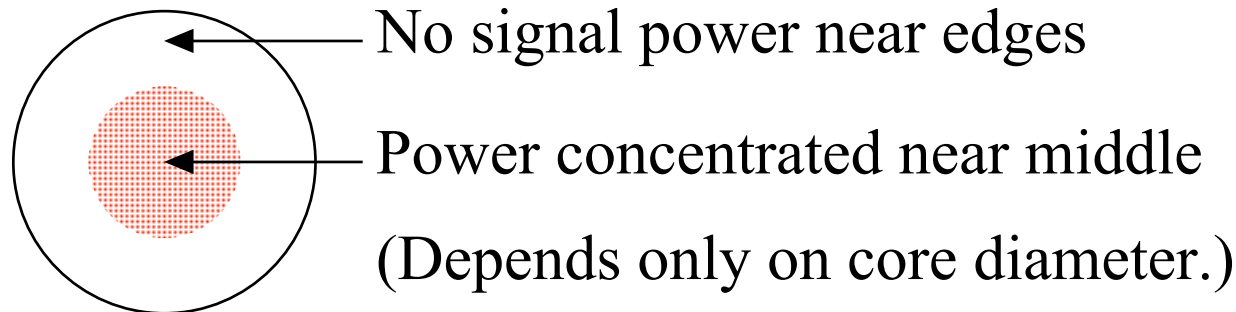 No signal power near edges
Power concentrated near middle
(Depends only on core diameter.)